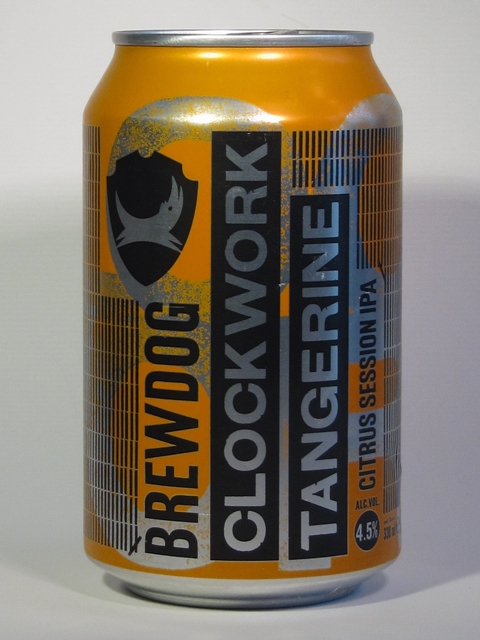 BREWDOG
CLOCKWORK
TANGERINE
CITRUS SESSION IPA
ALC. VOL.
4.5%